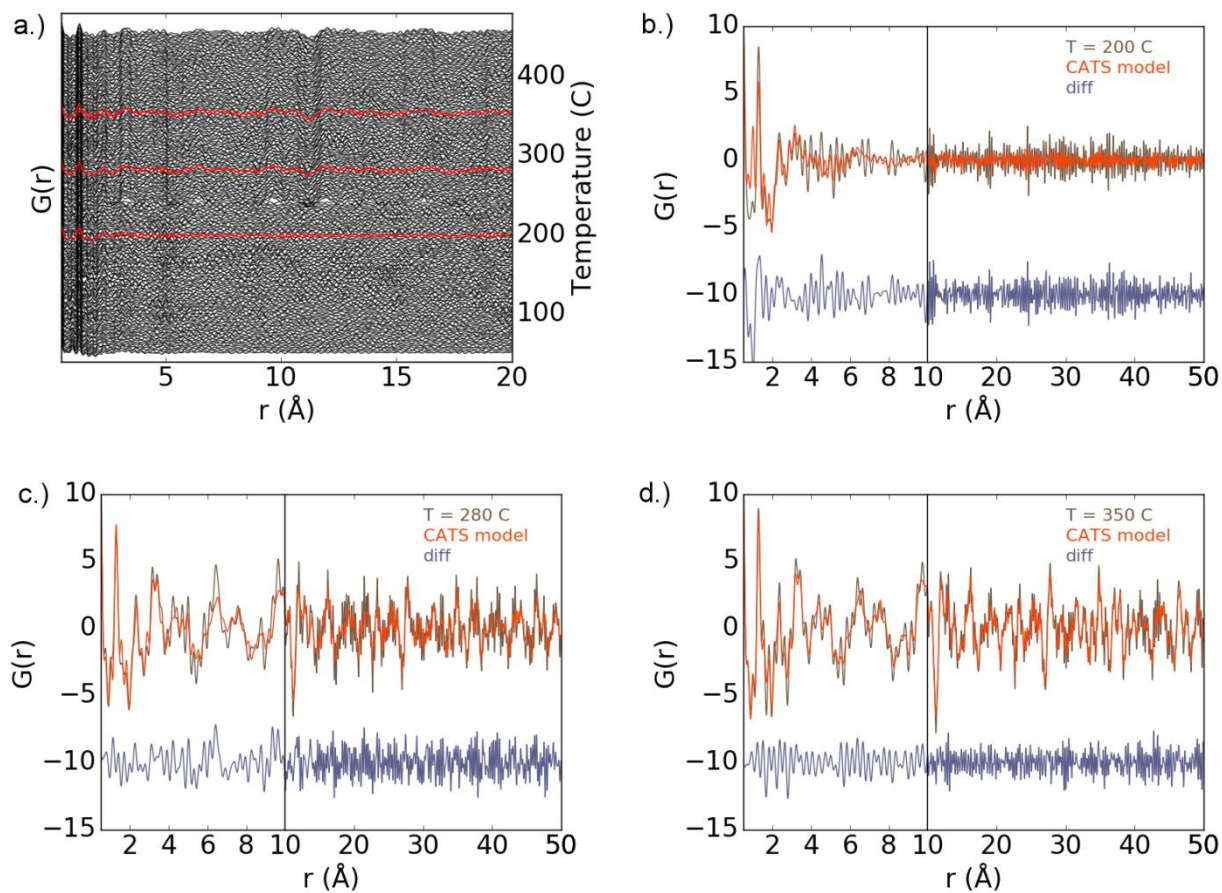 a.)
G(r)
400
300
200
100
Temperature (C)
5 10 15 20
r (Å)
b.)
T = 200 C
CATS model
diff
10
5
0
−5
−10
−15
G(r)
2 4 6 8 10 20 30 40 50
r (Å)
c.)
T = 280 C
CATS model
diff
10
5
0
−5
−10
−15
G(r)
2 4 6 8 10 20 30 40 50
r (Å)
d.)
T = 350 C
CATS model
diff
10
5
0
−5
−10
−15
G(r)
2 4 6 8 10 20 30 40 50
r (Å)